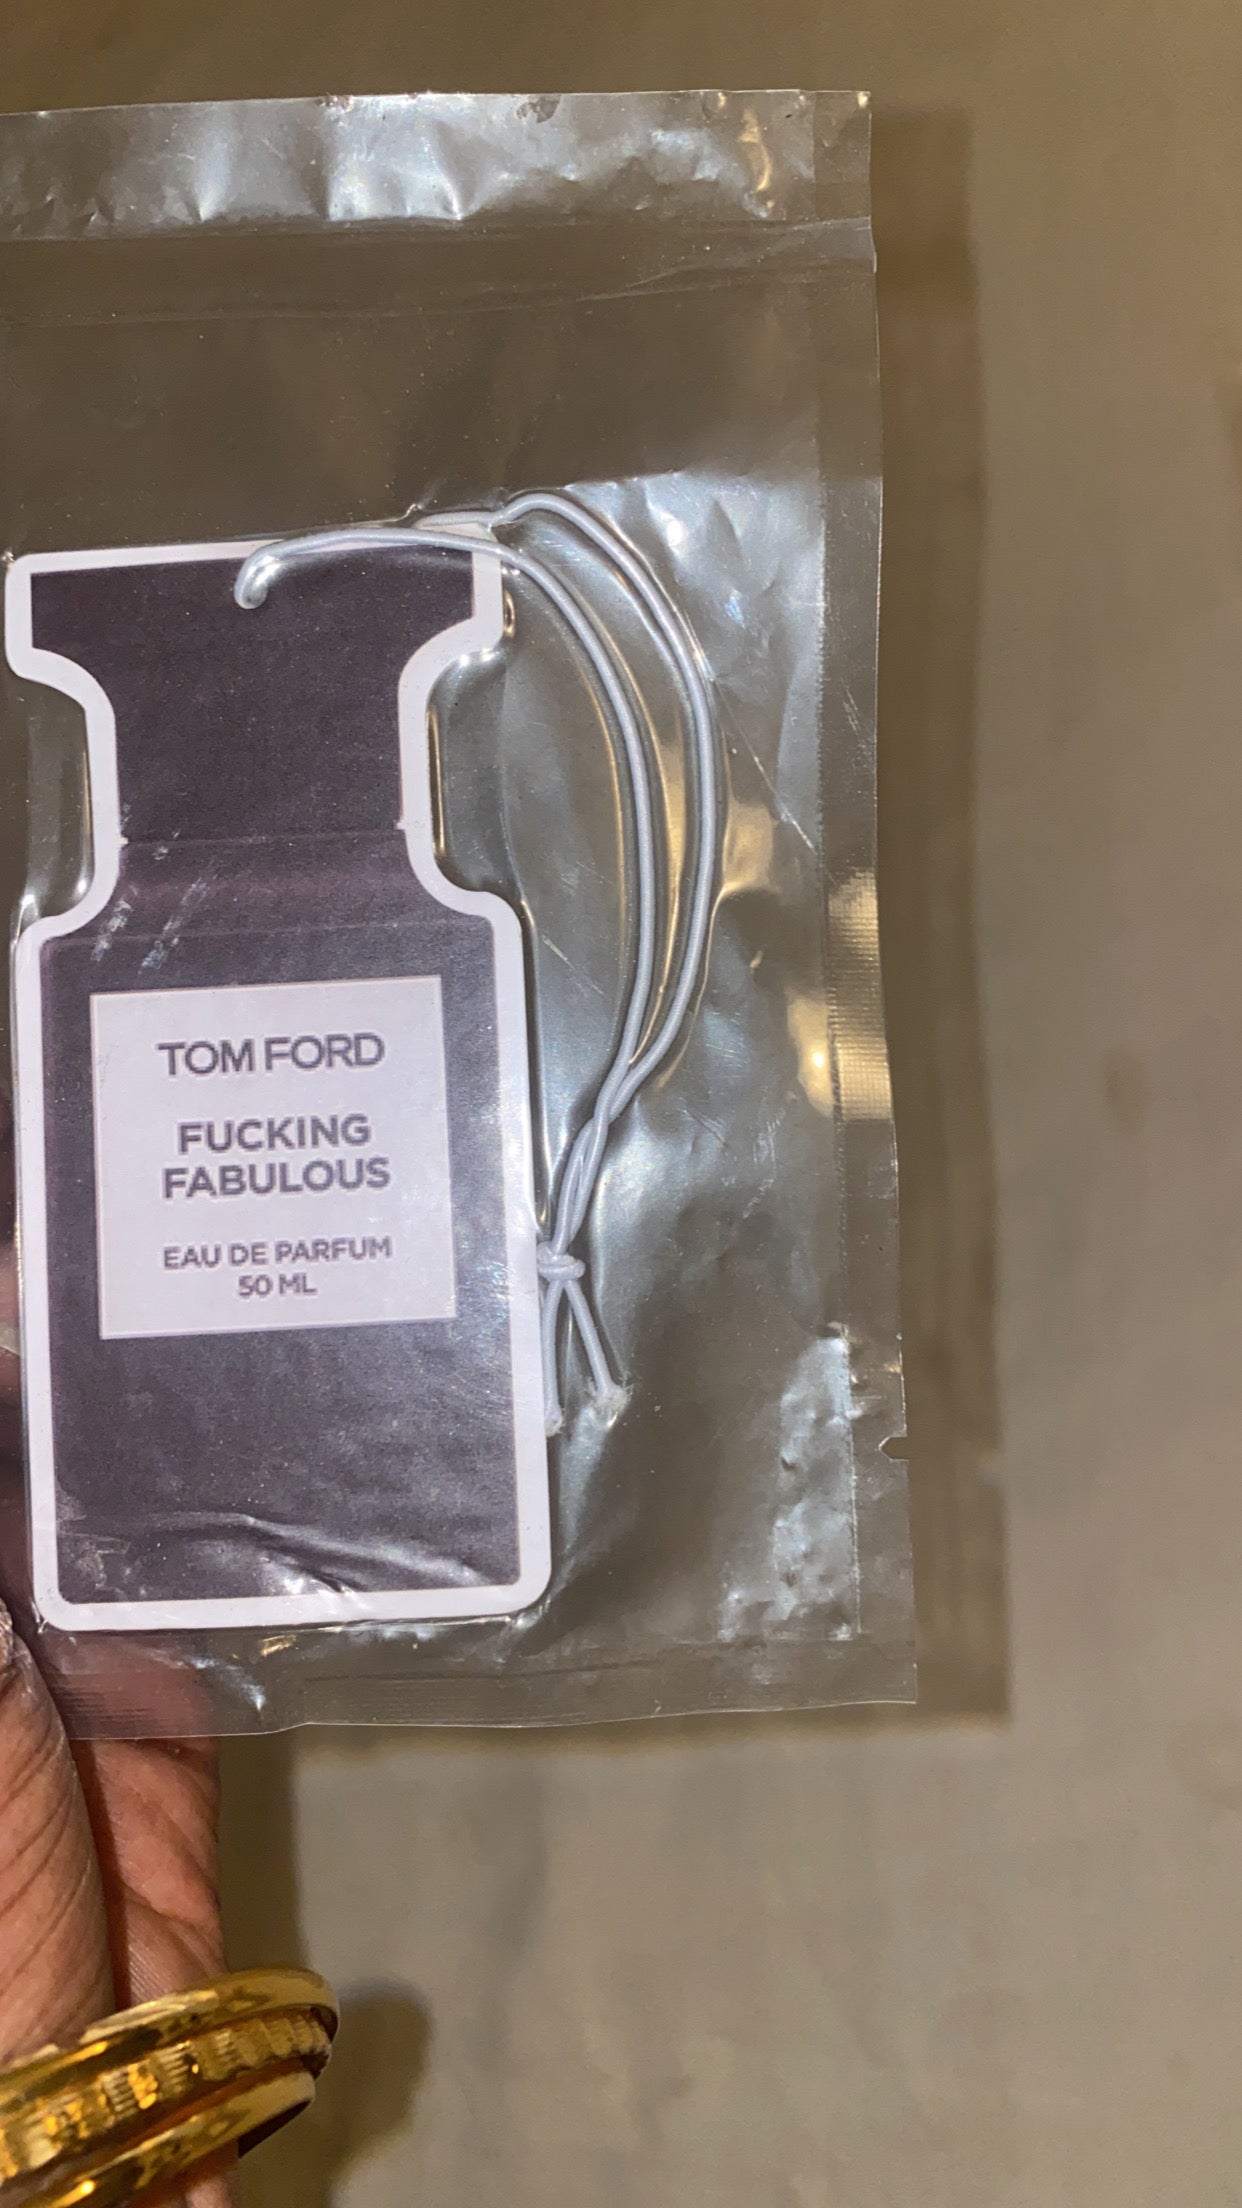 TOM FORD
FUCKING
FABULOUS
EAU DE PARFUM
50 ML